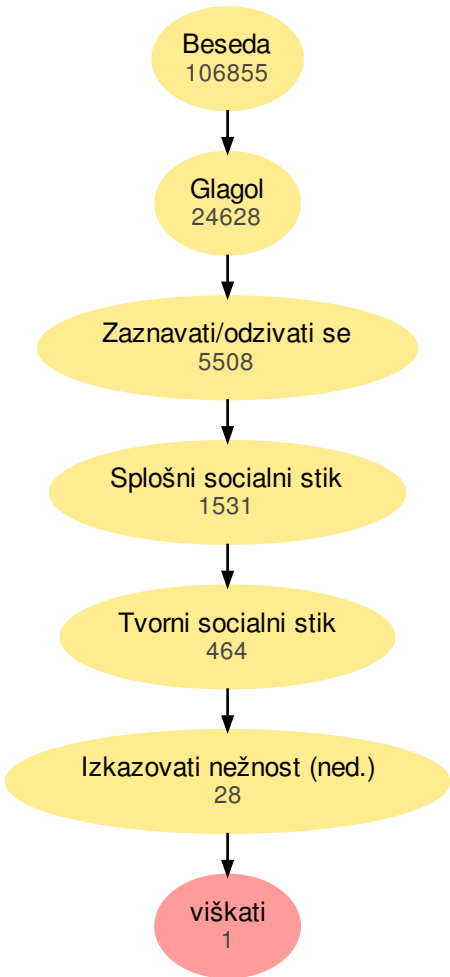 Beseda
106855
Glagol
24628
Zaznavati/odzivati se
5508
Splošni socialni stik
1531
Tvorni socialni stik
464
Izkazovati nežnost (ned.)
28
viškati
1